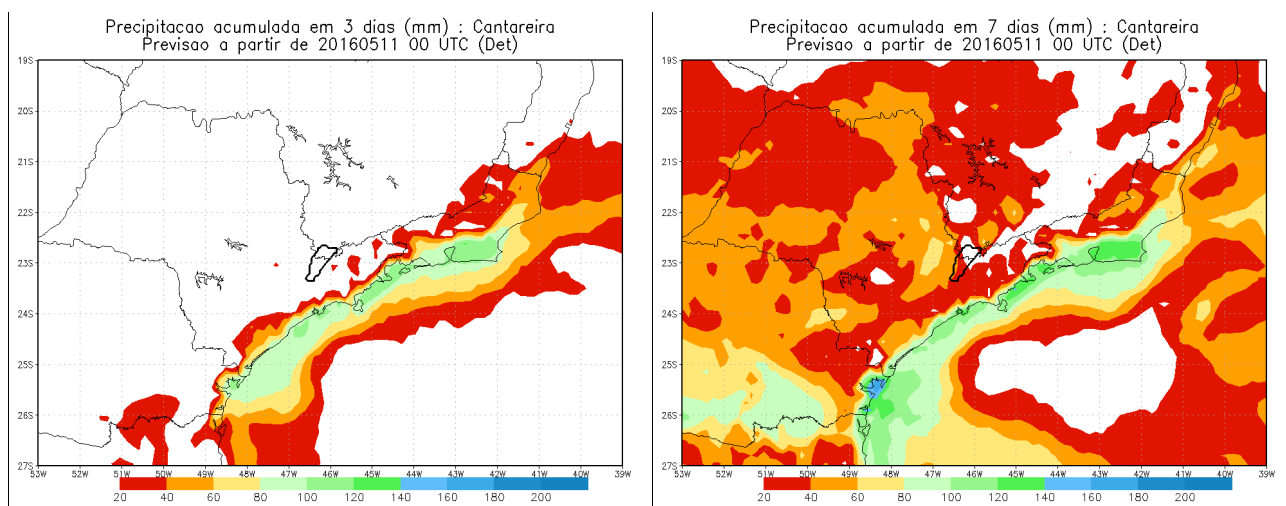 Precipitacao acumulada em 3 dias (mm) : Cantareira
Previsao a partir de 20160511 00 UTC (Det)
19S
20S
21S
22S
23S
24S
25S
26S
27S
53W 52W 51W 50W 49W 48W 47W 46W 45W 44W 43W 42W 41W 40W 39W
20 40 60 80 100 120 140 160 180 200
Precipitacao acumulada em 7 dias (mm) : Cantareira
Previsao a partir de 20160511 00 UTC (Det)
19S
20S
21S
22S
23S
24S
25S
26S
27S
53W 52W 51W 50W 49W 48W 47W 46W 45W 44W 43W 42W 41W 40W 39W
20 40 60 80 100 120 140 160 180 200